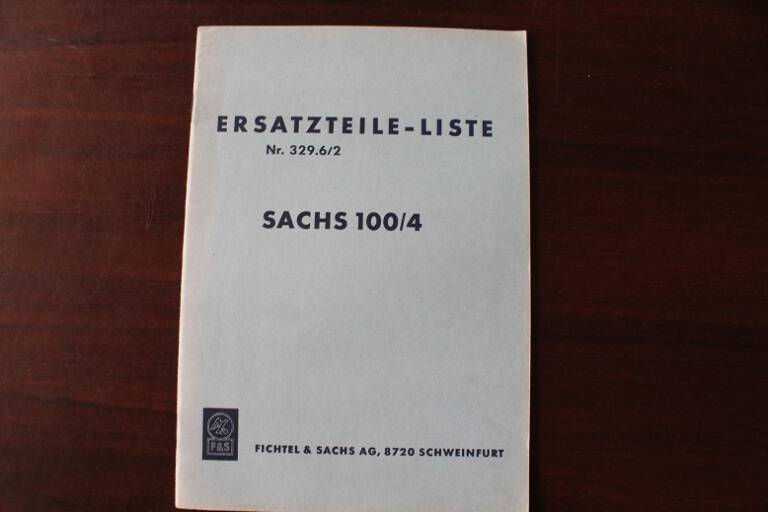 ERSATZTEILE-LISTE
Nr. 329.6/2
SACHS 100/4
F&S
FICHTEL & SACHS AG, 8720 SCHWEINFURT